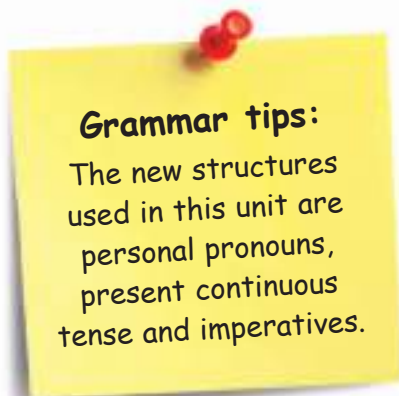 Grammar tips:
The new structures
used in this unit are
personal pronouns,
present continuous
tense and imperatives.